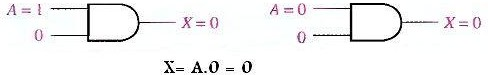 A = 1 X = 0 A = 0 X = 0
0 0
X= A.0 = 0